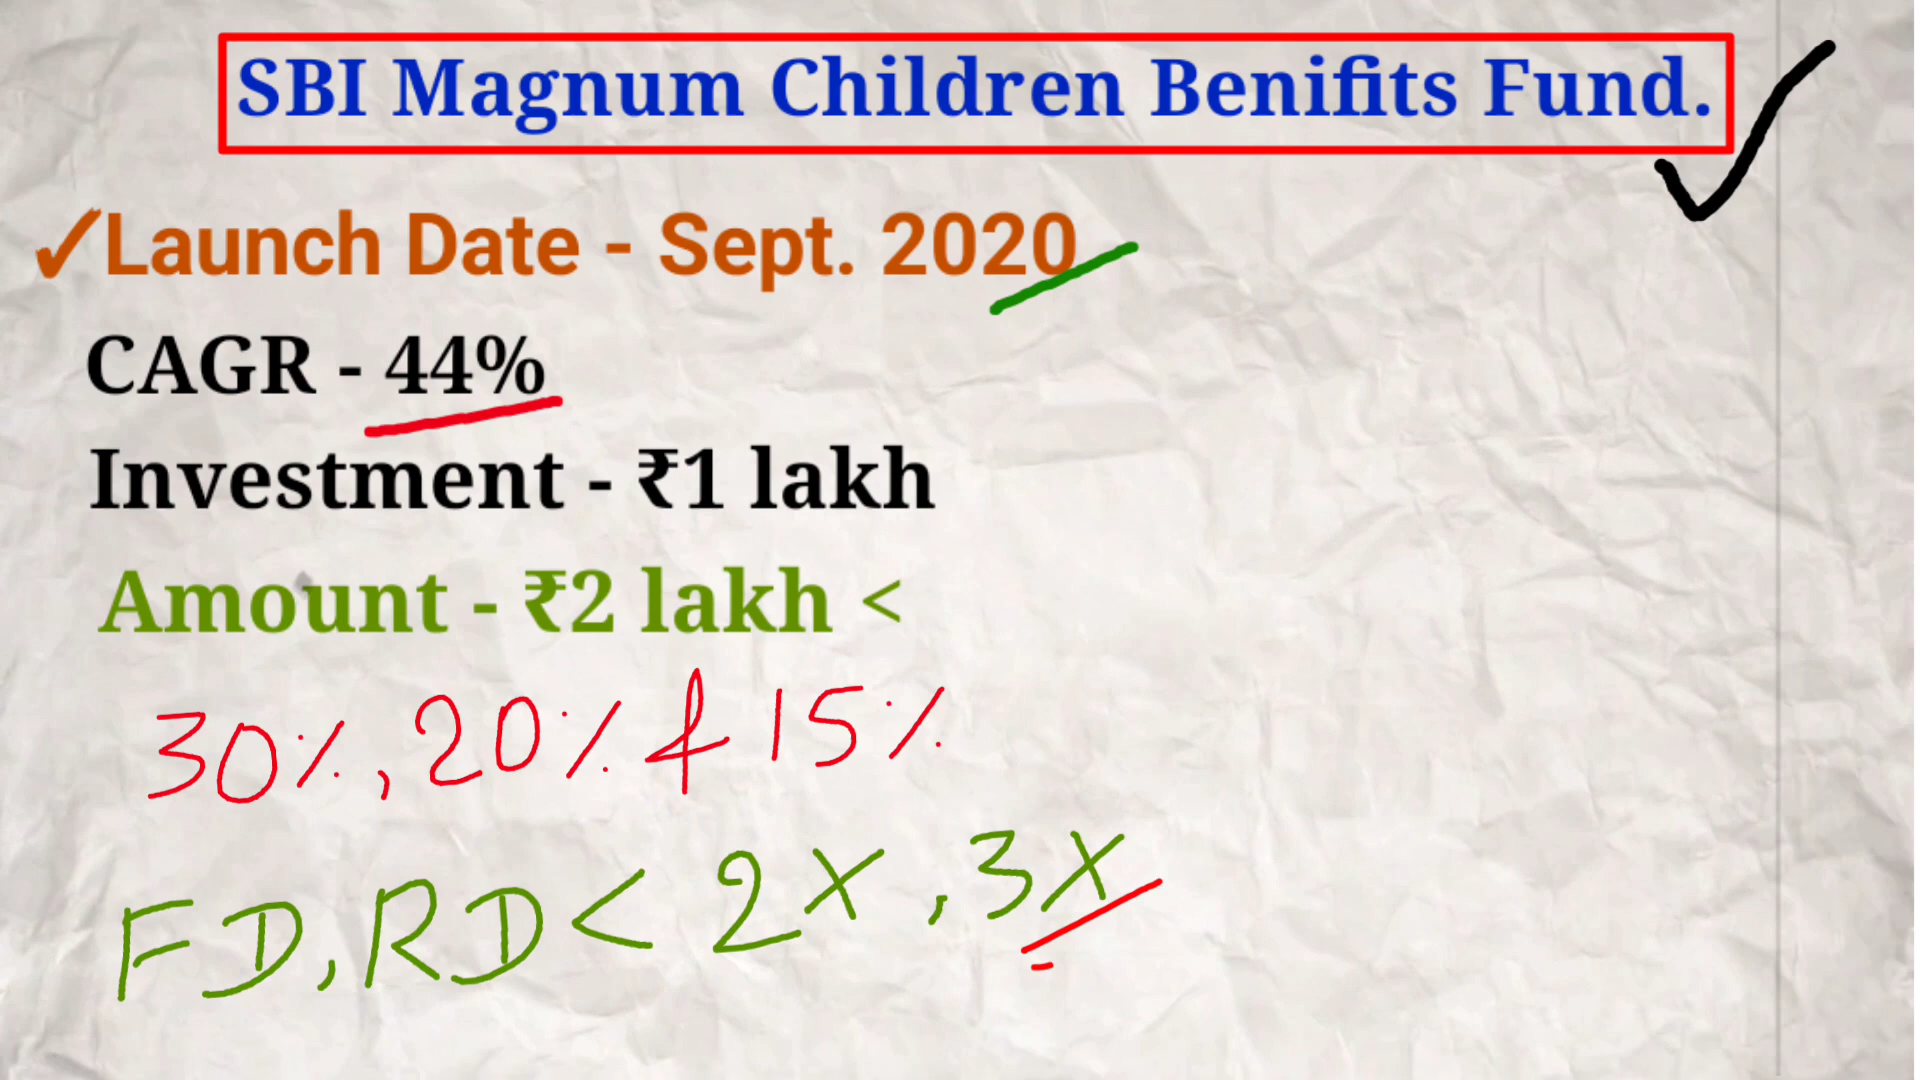 SBI Magnum Children Benifits Fund.
✓Launch Date - Sept. 2020
CAGR - 44%
Investment - ₹1 lakh
Amount - ₹2 lakh <
30%, 20% & 15%
FD, RD < 2X, 3X